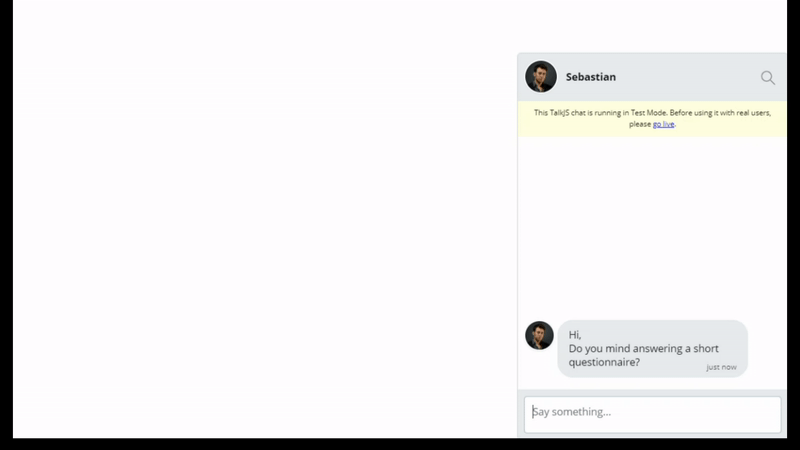 Sebastian
This TalkJS chat is running in Test Mode. Before using it with real users,
please go live.
Hi,
Do you mind answering a short
questionnaire?
just now
Say something...